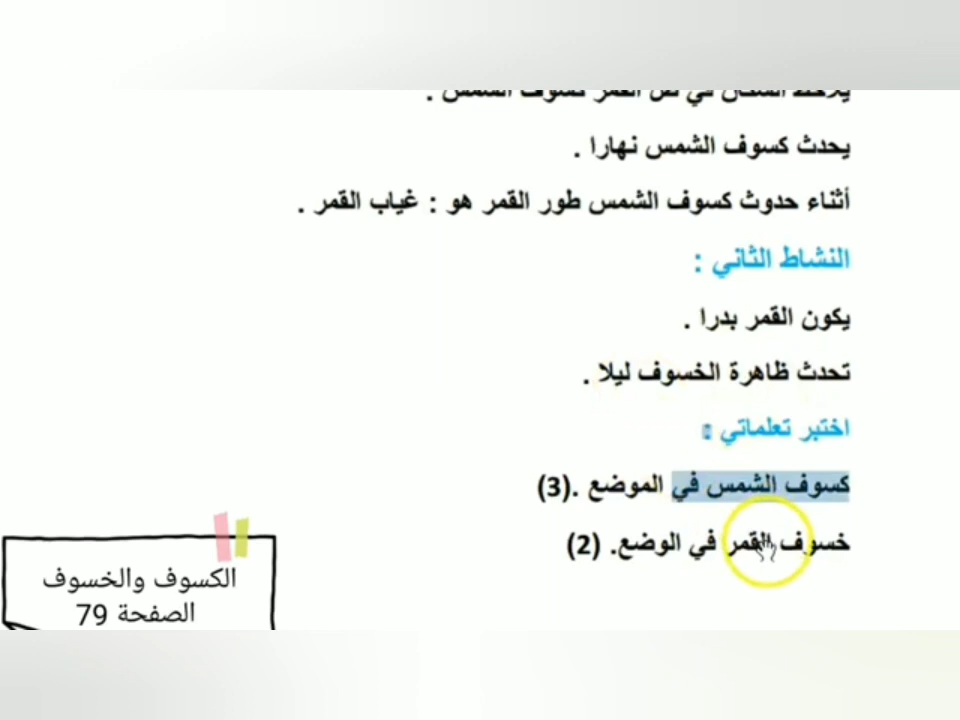 يحدث كسوف الشمس نهارا .
أثناء حدوث كسوف الشمس طور القمر هو : غياب القمر .
النشاط الثاني :
يكون القمر بدرا .
تحدث ظاهرة الخسوف ليلا .
اختبر تعلماتي :
كسوف الشمس في الموضع .(3)
خسوف القمر في الوضع. (2)
الكسوف والخسوف
الصفحة 79